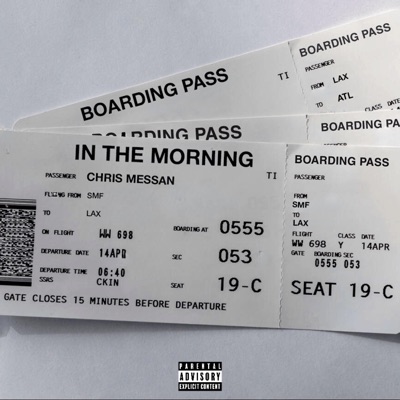 BOARDING PASS
TI
BOARDING PASS
PASSENGER
FROM LAX
TO ATL
CLASS DATE
BOARDING PASS
BOARDING PASS
IN THE MORNING
PASSENGER CHRIS MESSAN TI
FLSING FROM SMF
TO LAX
ON FLIGHT WW 698 BOARDING AT 0555
DEPARTURE DATE 14APR SEC 053
DEPARTURE TIME 06:40
SSRS CKIN SEAT 19-C
GATE CLOSES 15 MINUTES BEFORE DEPARTURE
BOARDING PASS
PASSENGER
FROM
SMF
TO
LAX
FLIGHT CLASS DATE
WW 698 Y 14APR
GATE BOARDING SEC
0555 053
SEAT 19-C
PARENTAL
ADVISORY
EXPLICIT CONTENT